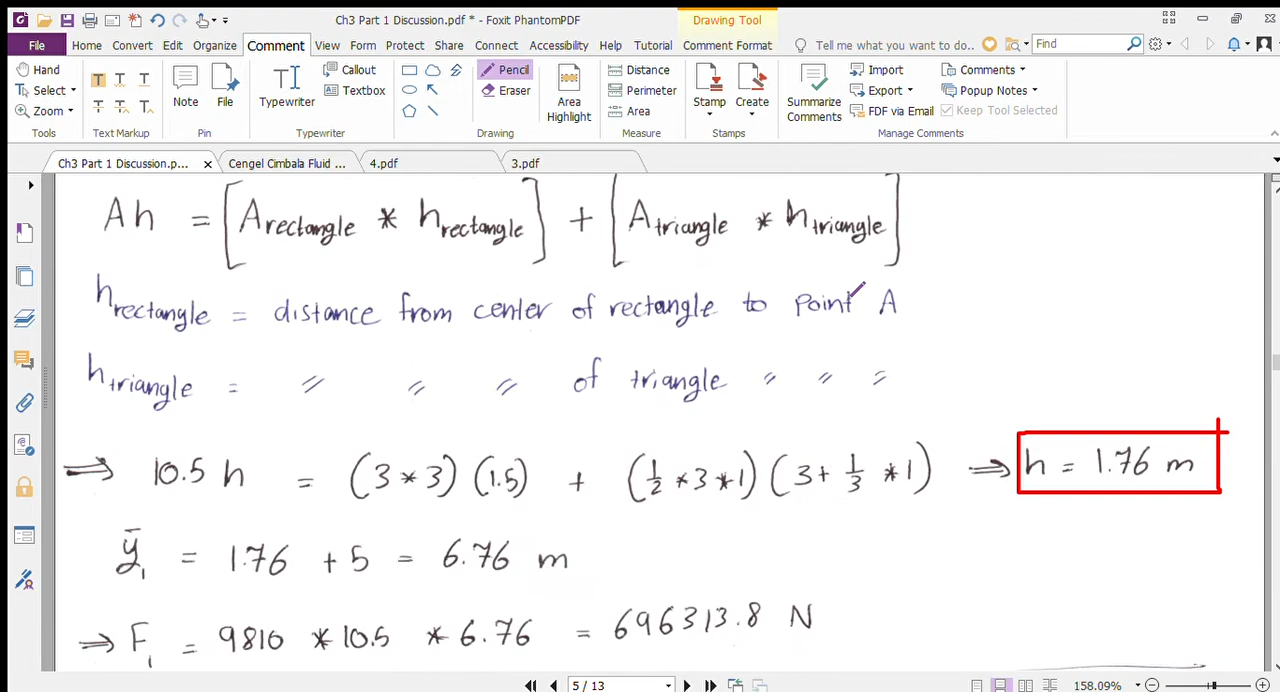 Ch3 Part 1 Discussion.pdf * - Foxit PhantomPDF
Drawing Tool
File Home Convert Edit Organize Comment View Form Protect Share Connect Accessibility Help Tutorial Comment Format Tell me what you want to do.. Find
Hand
Select
Zoom
Tools
Text Markup
Note
File
Pin
Typewriter
Callout
Textbox
Typewriter
Pencil
Eraser
Drawing
Area Highlight
Distance
Perimeter
Area
Measure
Stamp
Create
Stamps
Summarize Comments
Import
Export
FDF via Email
Comments
Popup Notes
Keep Tool Selected
Manage Comments
Ch3 Part 1 Discussion.p... × Cengel Cimbala Fluid ... 4.pdf 3.pdf
Ah = [A rectangle * h rectangle] + [A triangle * h triangle]
h rectangle = distance from center of rectangle to point A
h triangle = " " " of triangle " " "
⇒ 10.5 h = (3*3)(1.5) + (1/2 *3*1)(3+ 1/3 *1) ⇒ h = 1.76 m
ȳ₁ = 1.76 + 5 = 6.76 m
⇒ F₁ = 9810 * 10.5 * 6.76 = 696313.8 N
5 / 13
158.09%